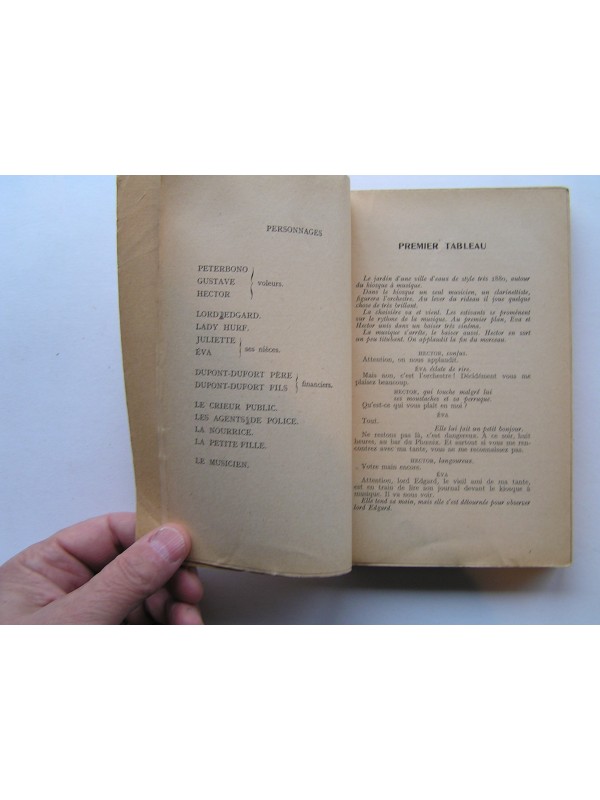 PERSONNAGES
PETERBONO
GUSTAVE
HECTOR
voleurs.
LORD EDGARD.
LADY HURF.
JULIETTE
ÉVA
ses nièces.
DUPONT-DUFORT PÈRE
DUPONT-DUFORT FILS
financiers.
LE CRIEUR PUBLIC.
LES AGENTS DE POLICE.
LA NOURRICE.
LA PETITE FILLE.
LE MUSICIEN.
PREMIER TABLEAU
Le jardin d'une ville d'eaux de style très 1880, autour
du kiosque à musique.
Dans le kiosque un seul musicien, un clarinettiste,
figurera l'orchestre. Au lever du rideau il joue quelque
chose de très brillant.
La chaisière va et vient. Les estivants se promènent
sur le rythme de la musique. Au premier plan, Eva et
Hector unis dans un baiser très cinéma.
La musique s'arrête, le baiser aussi. Hector en sort
un peu titubant. On applaudit la fin du morceau.
HECTOR, confus.
Attention, on nous applaudit.
ÉVA éclate de rire.
Mais non, c'est l'orchestre! Décidément vous me
plaisez beaucoup.
HECTOR, qui touche malgré lui
ses moustaches et sa perruque.
Qu'est-ce qui vous plaît en moi?
ÉVA
Tout.
Elle lui fait un petit bonjour.
Ne restons pas là, c'est dangereux. A ce soir, huit
heures, au bar du Phœnix. Et surtout si vous me ren-
contrez avec ma tante, vous ne me reconnaissez pas.
HECTOR, langoureux.
Votre main encore.
ÉVA
Attention, lord Edgard, le vieil ami de ma tante,
est en train de lire son journal devant le kiosque à
musique. Il va nous voir.
Elle tend sa main, mais elle s'est détournée pour observer
lord Edgard.